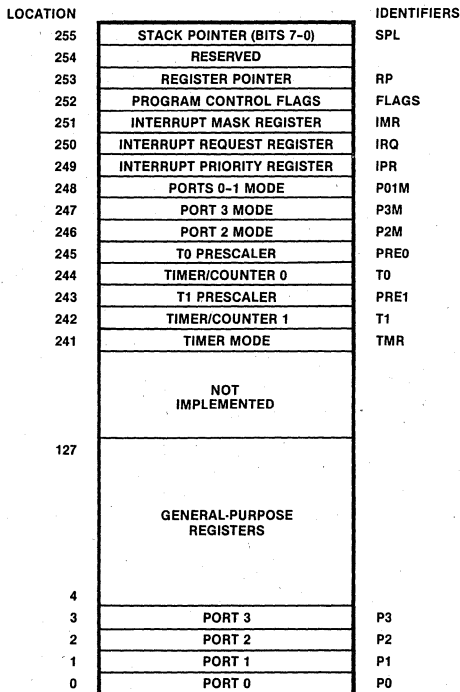 LOCATION IDENTIFIERS
255 STACK POINTER (BITS 7-0) SPL
254 RESERVED
253 REGISTER POINTER RP
252 PROGRAM CONTROL FLAGS FLAGS
251 INTERRUPT MASK REGISTER IMR
250 INTERRUPT REQUEST REGISTER IRQ
249 INTERRUPT PRIORITY REGISTER IPR
248 PORTS 0-1 MODE P01M
247 PORT 3 MODE P3M
246 PORT 2 MODE P2M
245 T0 PRESCALER PRE0
244 TIMER/COUNTER 0 T0
243 T1 PRESCALER PRE1
242 TIMER/COUNTER 1 T1
241 TIMER MODE TMR
NOT
IMPLEMENTED
127
GENERAL-PURPOSE
REGISTERS
4
3 PORT 3 P3
2 PORT 2 P2
1 PORT 1 P1
0 PORT 0 P0